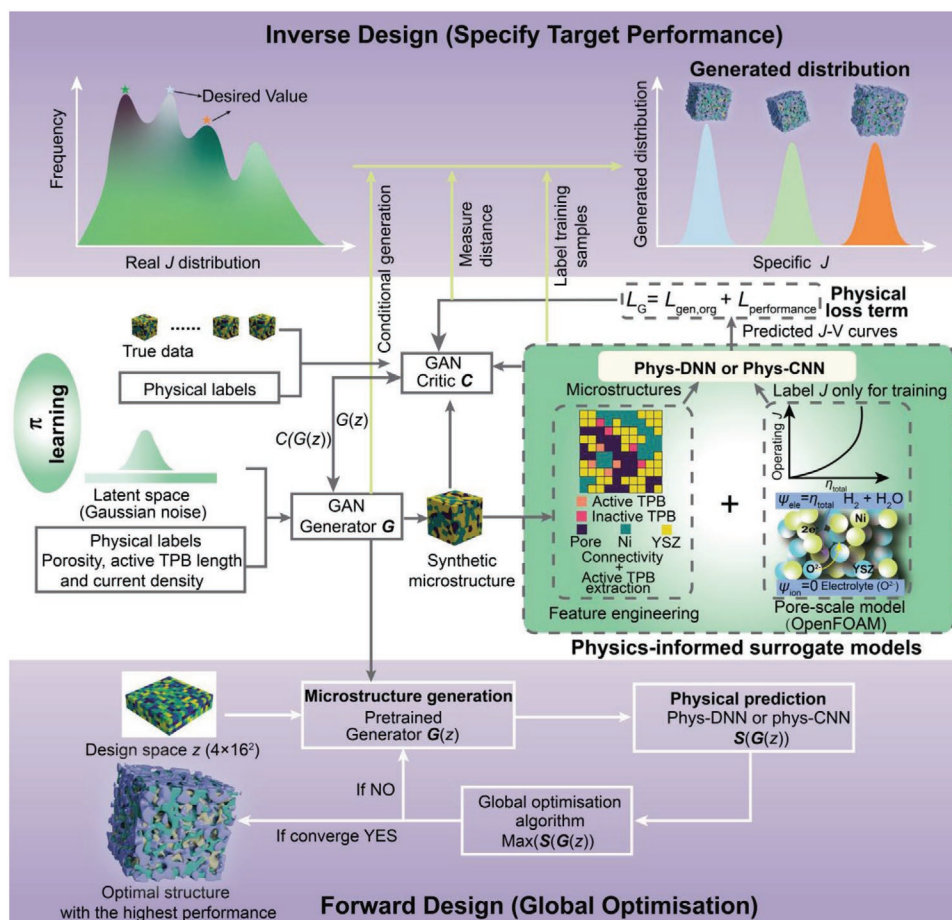 Inverse Design (Specify Target Performance)
Frequency
Desired Value
Real J distribution
Generated distribution
Generated distribution
Specific J
Conditional generation
Measure
distance
Label training
samples
True data
Physical labels
GAN
Critic C
L_G = L_gen,org + L_performance
Physical
loss term
Predicted J-V curves
π
learning
Latent space
(Gaussian noise)
Physical labels
Porosity, active TPB length
and current density
C(G(z))
G(z)
GAN
Generator G
Synthetic
microstructure
Phys-DNN or Phys-CNN
Microstructures
Active TPB
Inactive TPB
Pore Ni YSZ
Connectivity
+
Active TPB
extraction
Feature engineering
+
Label J only for training
Operating J
η_total
ψ_ele=η_total H₂ + H₂O
Ni
O²⁻
YSZ
ψ_ion=0 Electrolyte (O²⁻)
Pore-scale model
(OpenFOAM)
Physics-informed surrogate models
Design space z (4×16²)
Microstructure generation
Pretrained
Generator G(z)
Physical prediction
Phys-DNN or phys-CNN
S(G(z))
If NO
Global optimisation
algorithm
Max(S(G(z))
If converge YES
Optimal structure
with the highest performance
Forward Design (Global Optimisation)